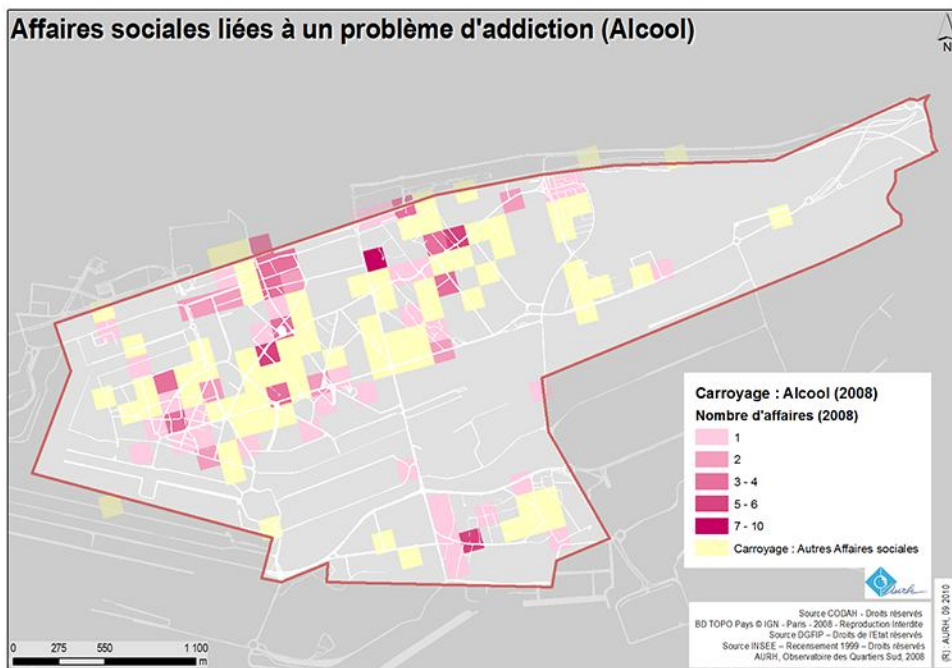 Affaires sociales liées à un problème d'addiction (Alcool)
N
Carroyage : Alcool (2008)
Nombre d'affaires (2008)
1
2
3 - 4
5 - 6
7 - 10
Carroyage : Autres Affaires sociales
aurh
Source CODAH - Droits réservés
BD TOPO Pays © IGN - Paris - 2008 - Reproduction Interdite
Source DGFIP – Droits de l'Etat réservés
Source INSEE – Recensement 1999 – Droits réservés
AURH, Observatoire des Quartiers Sud, 2008
AURH, 09 2010
0 275 550 1 100
m